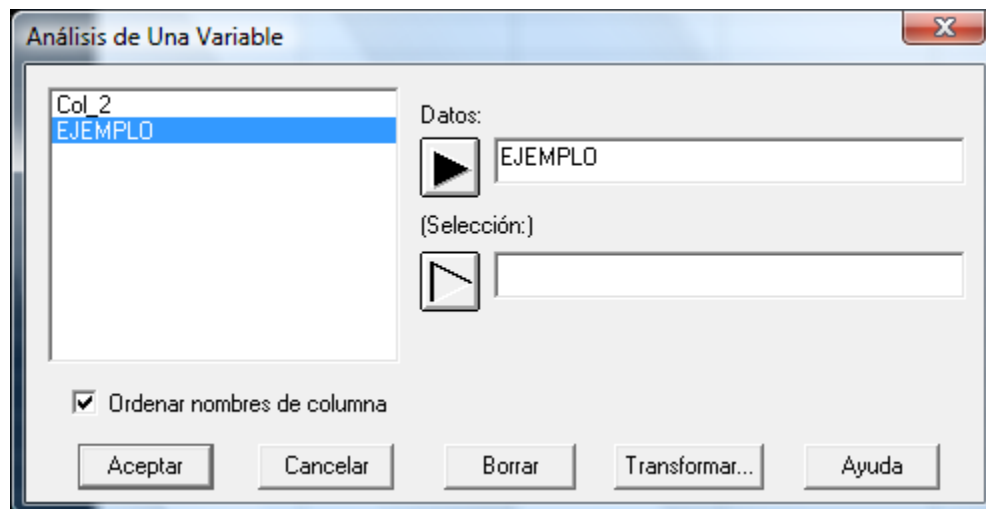 Análisis de Una Variable
Col_2
EJEMPLO
Datos:
EJEMPLO
(Selección:)
Ordenar nombres de columna
Aceptar
Cancelar
Borrar
Transformar...
Ayuda